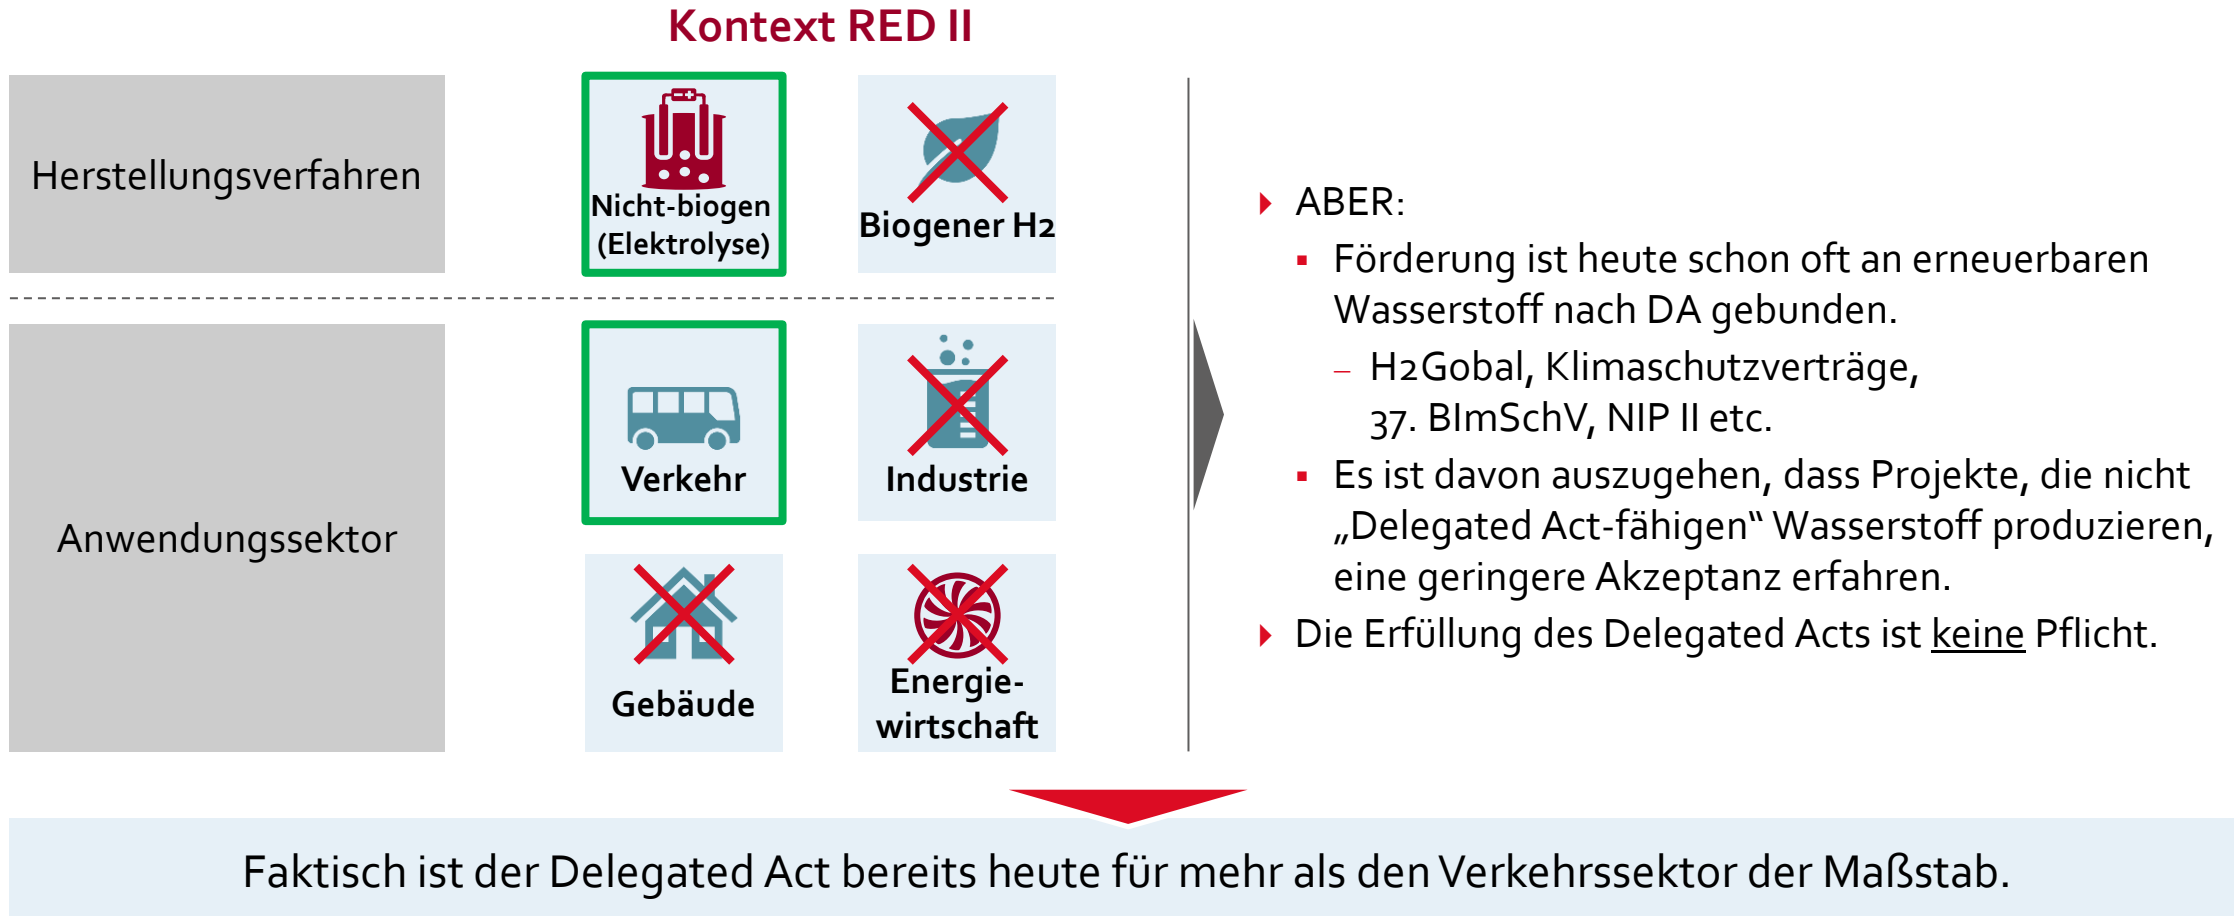 Kontext RED II
Herstellungsverfahren
Nicht-biogen
(Elektrolyse)
Biogener H2
Anwendungssektor
Verkehr
Industrie
Gebäude
Energie-
wirtschaft
ABER:
Förderung ist heute schon oft an erneuerbaren
Wasserstoff nach DA gebunden.
– H2Gobal, Klimaschutzverträge,
37. BImSchV, NIP II etc.
Es ist davon auszugehen, dass Projekte, die nicht
„Delegated Act-fähigen“ Wasserstoff produzieren,
eine geringere Akzeptanz erfahren.
Die Erfüllung des Delegated Acts ist keine Pflicht.
Faktisch ist der Delegated Act bereits heute für mehr als den Verkehrssektor der Maßstab.